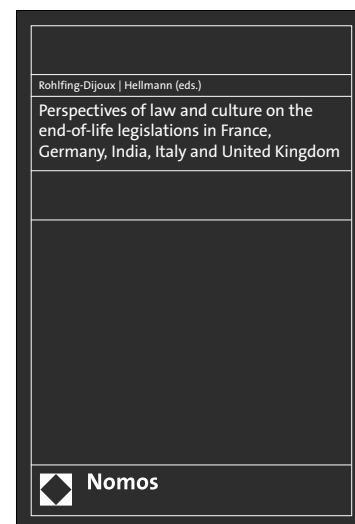 Rohlfing-Dijoux | Hellmann (eds.)
Perspectives of law and culture on the
end-of-life legislations in France,
Germany, India, Italy and United Kingdom
Nomos